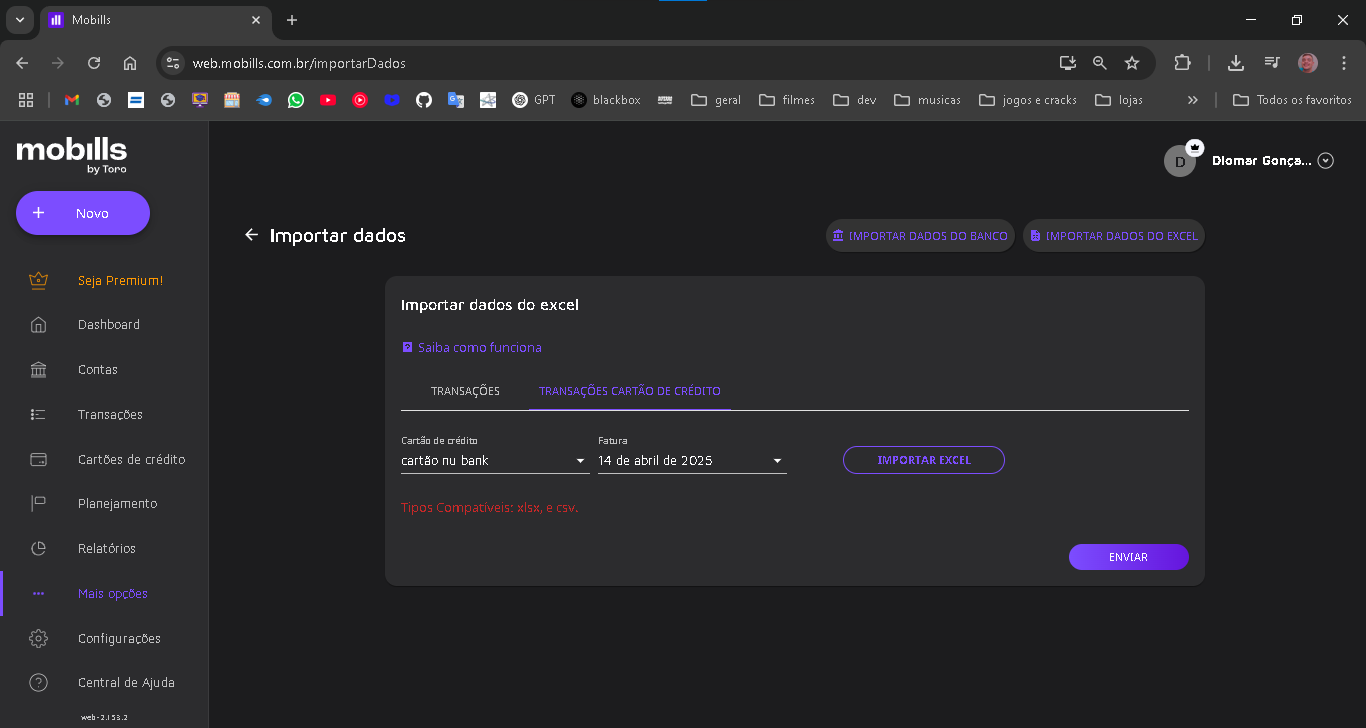 Mobills
web.mobills.com.br/importarDados
GPT
blackbox
geral
filmes
dev
musicas
jogos e cracks
lojas
Todos os favoritos
mobills
by Toro
D
Diomar Gonça...
Novo
Importar dados
IMPORTAR DADOS DO BANCO
IMPORTAR DADOS DO EXCEL
Seja Premium!
Dashboard
Contas
Transações
Cartões de crédito
Planejamento
Relatórios
Mais opções
Configurações
Central de Ajuda
web-2.158.2
Importar dados do excel
Saiba como funciona
TRANSAÇÕES
TRANSAÇÕES CARTÃO DE CRÉDITO
Cartão de crédito
cartão nu bank
Fatura
14 de abril de 2025
IMPORTAR EXCEL
Tipos Compatíveis: xlsx, e csv.
ENVIAR